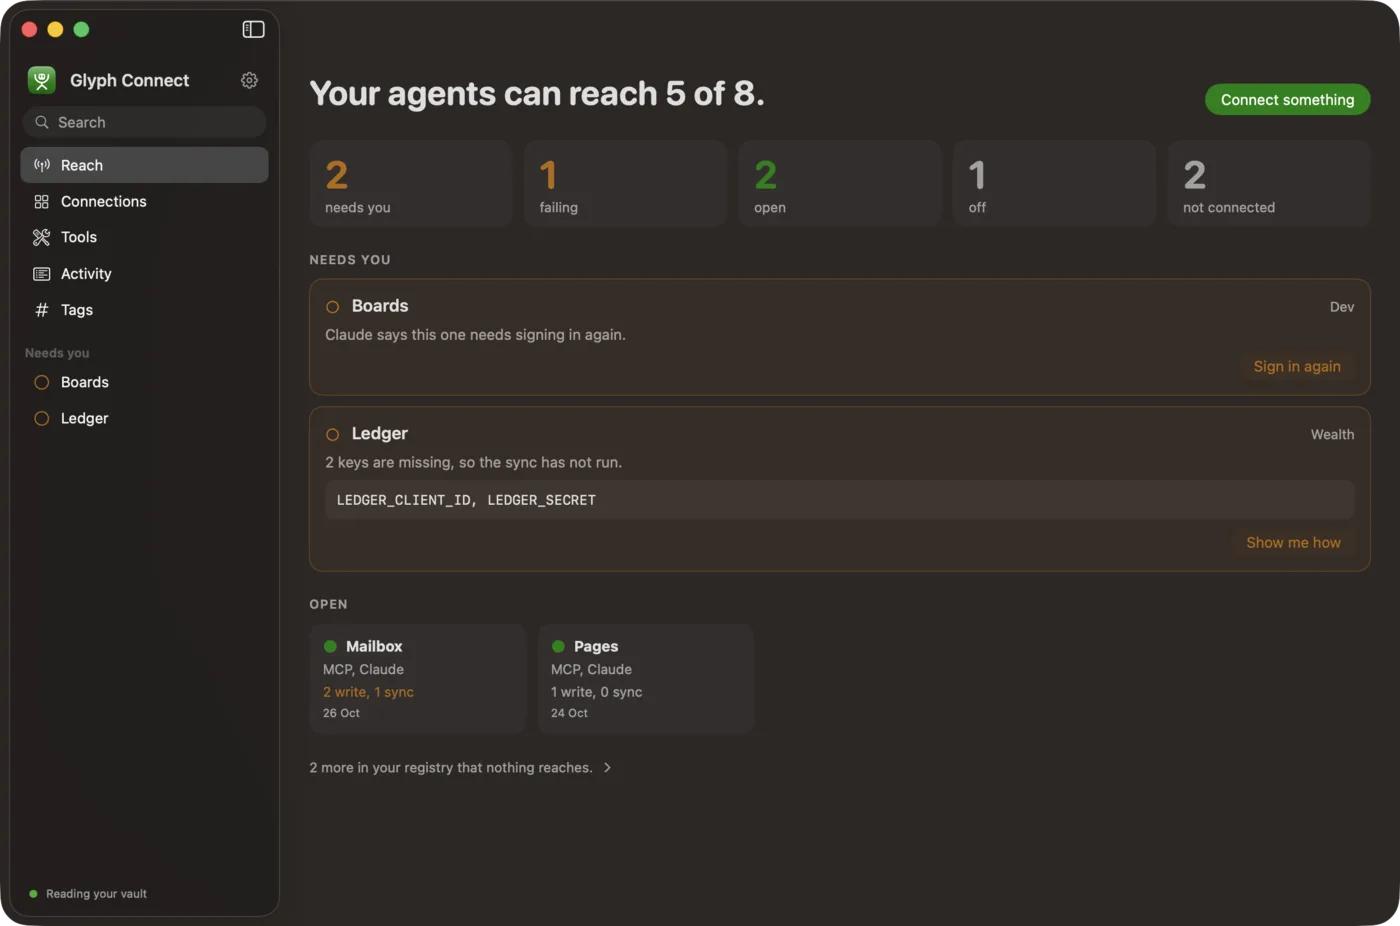 Glyph Connect
Search
Reach
Connections
Tools
Activity
Tags
Needs you
Boards
Ledger
Reading your vault
Your agents can reach 5 of 8.
Connect something
2
needs you
1
failing
2
open
1
off
2
not connected
NEEDS YOU
Boards
Dev
Claude says this one needs signing in again.
Sign in again
Ledger
Wealth
2 keys are missing, so the sync has not run.
LEDGER_CLIENT_ID, LEDGER_SECRET
Show me how
OPEN
Mailbox
MCP, Claude
2 write, 1 sync
26 Oct
Pages
MCP, Claude
1 write, 0 sync
24 Oct
2 more in your registry that nothing reaches.